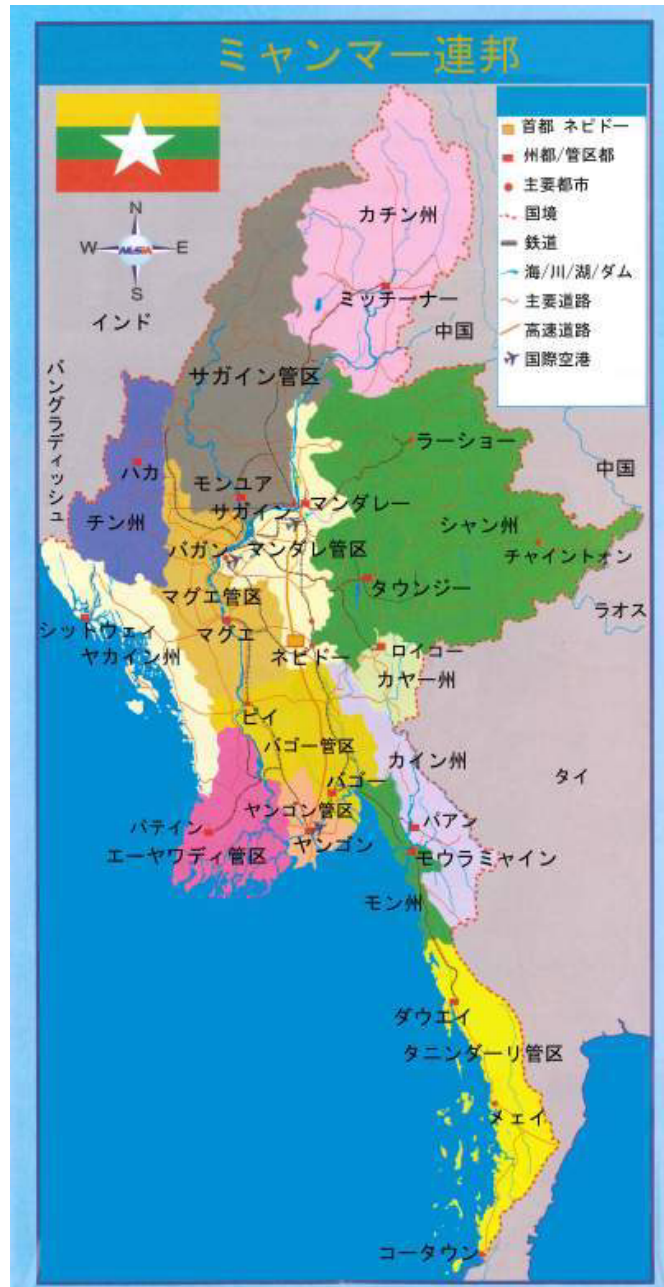 ミャンマー連邦
首都 ネピドー
州都/管区都
主要都市
国境
鉄道
海/川/湖/ダム
主要道路
高速道路
国際空港
N
W
E
S
インド
カチン州
ミッチーナー
中国
バングラディッシュ
サガイン管区
ラーショー
中国
ハカ
モンユア
サガイン
マンダレー
チン州
シャン州
バガン
マンダレ管区
チャイントォン
タウンジー
マグエ管区
ラオス
シットウェイ
マグエ
ヤカイン州
ネピドー
ロイコー
カヤー州
ピイ
バゴー管区
カイン州
タイ
バゴー
ヤンゴン管区
パテイン
ヤンゴン
パアン
エーヤワディ管区
モウラミャイン
モン州
ダウエイ
タニンダーリ管区
メェイ
コータウン